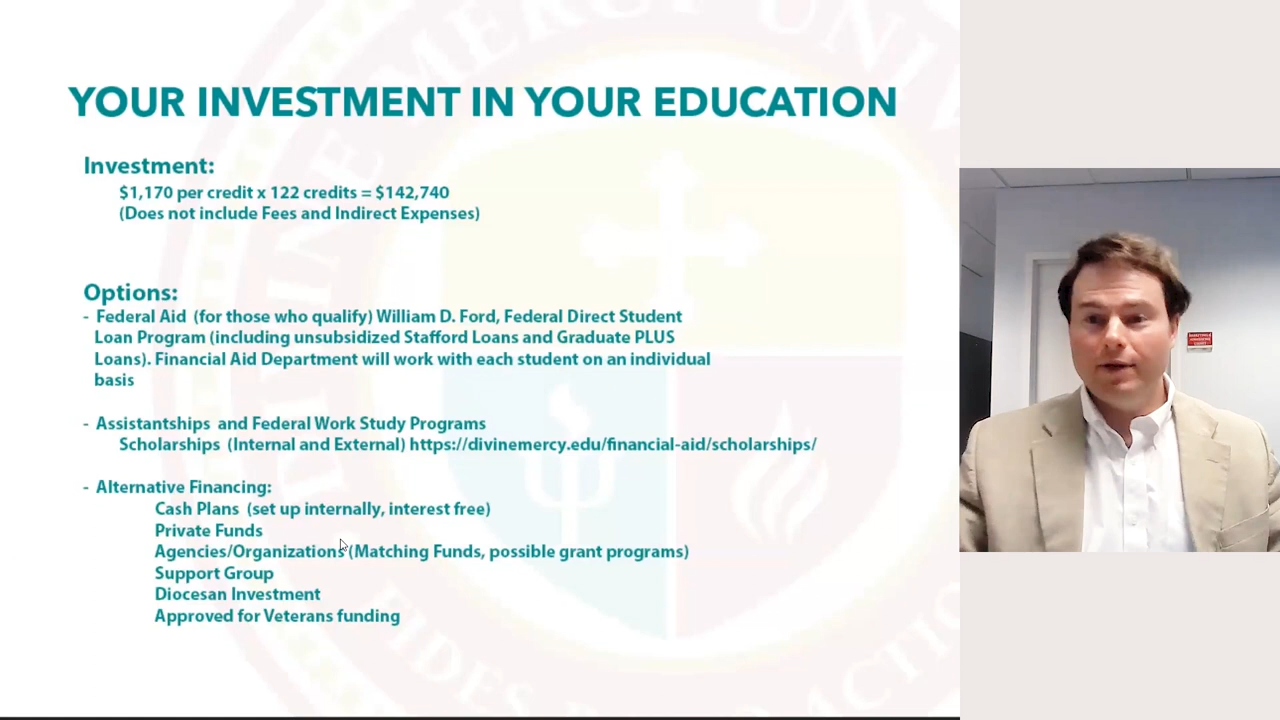 YOUR INVESTMENT IN YOUR EDUCATION
Investment:
$1,170 per credit x 122 credits = $142,740
(Does not include Fees and Indirect Expenses)
Options:
- Federal Aid (for those who qualify) William D. Ford, Federal Direct Student
Loan Program (including unsubsidized Stafford Loans and Graduate PLUS
Loans). Financial Aid Department will work with each student on an individual
basis
- Assistantships and Federal Work Study Programs
Scholarships (Internal and External) https://divinemercy.edu/financial-aid/scholarships/
- Alternative Financing:
Cash Plans (set up internally, interest free)
Private Funds
Agencies/Organizations (Matching Funds, possible grant programs)
Support Group
Diocesan Investment
Approved for Veterans funding